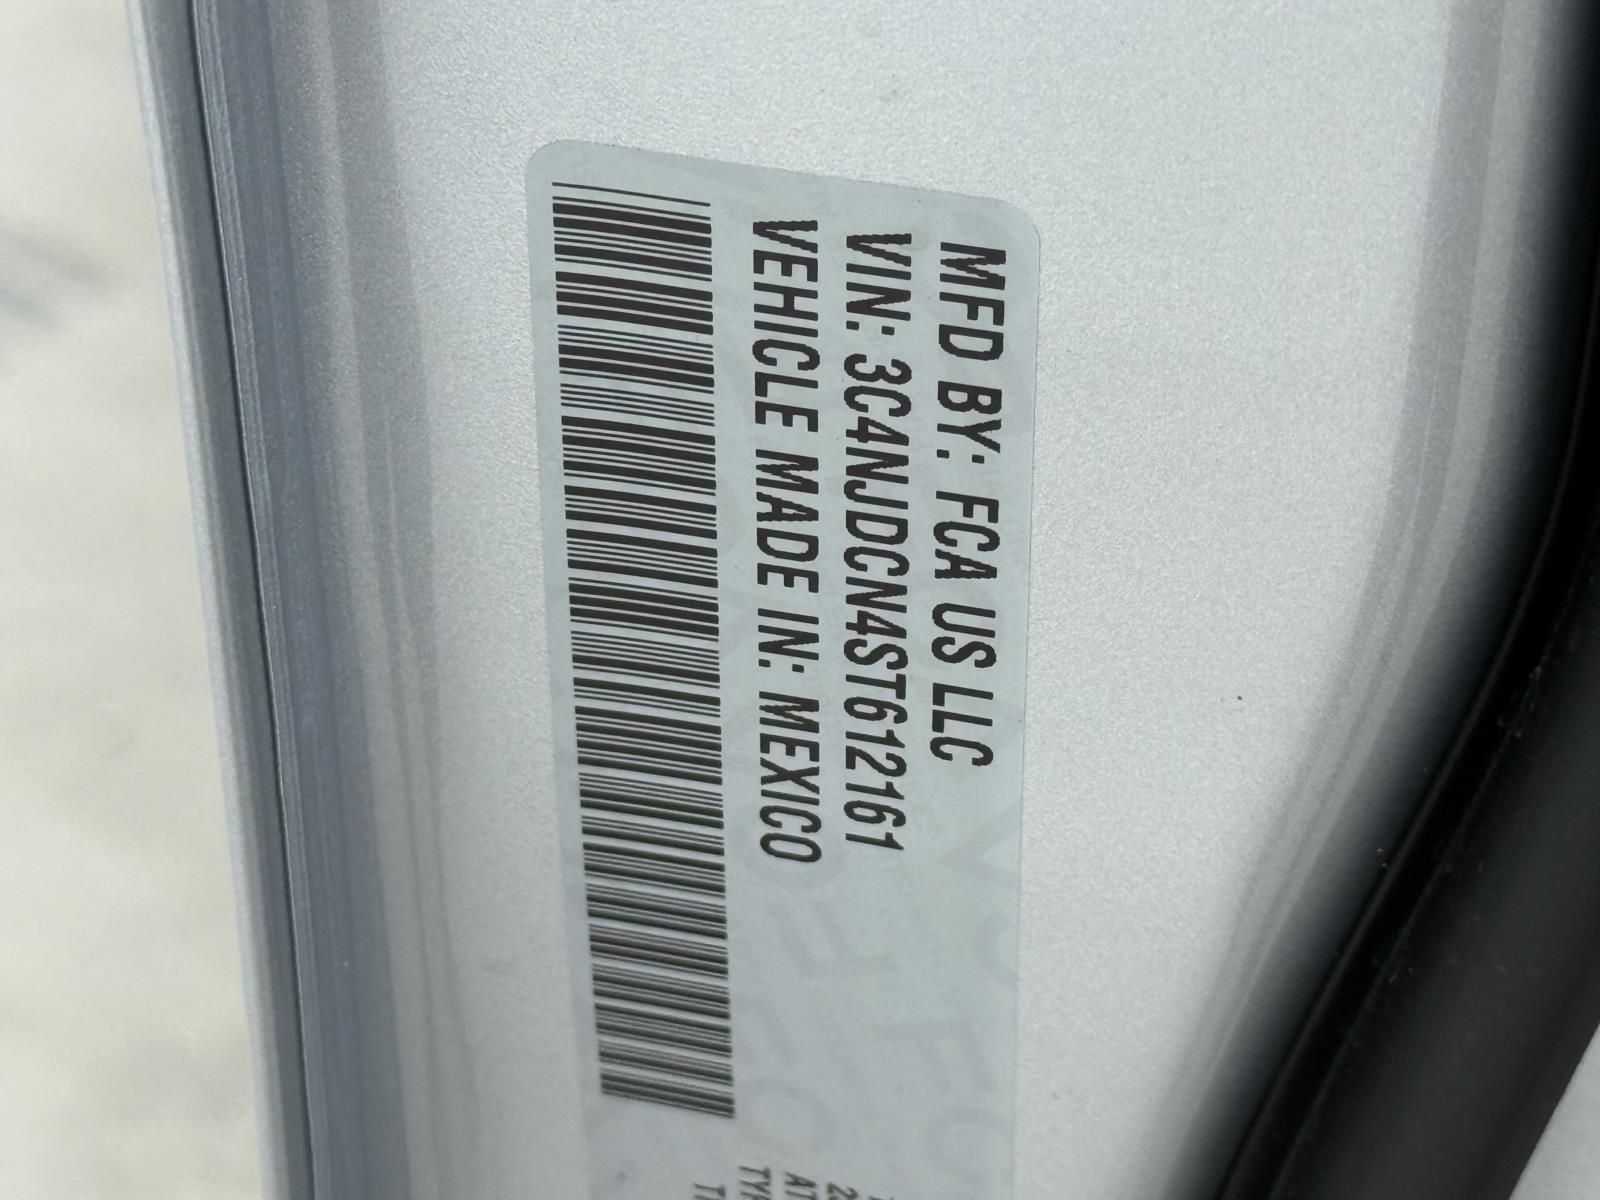 MFD BY: FCA US LLC
VIN: 3C4NJDCN4ST612161
VEHICLE MADE IN: MEXICO